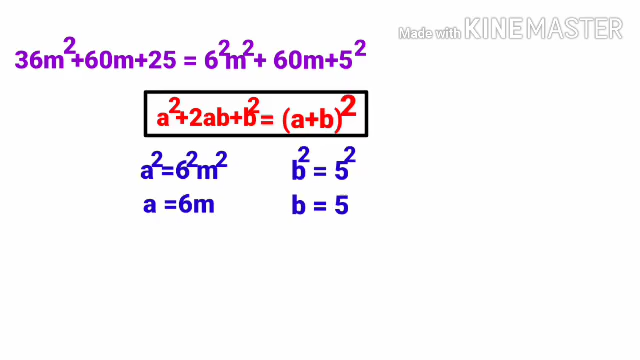 Made with KINEMASTER
36m²+60m+25 = 6²m²+ 60m+5²
a²+2ab+b² = (a+b)²
a²=6²m² b² = 5²
a =6m b = 5